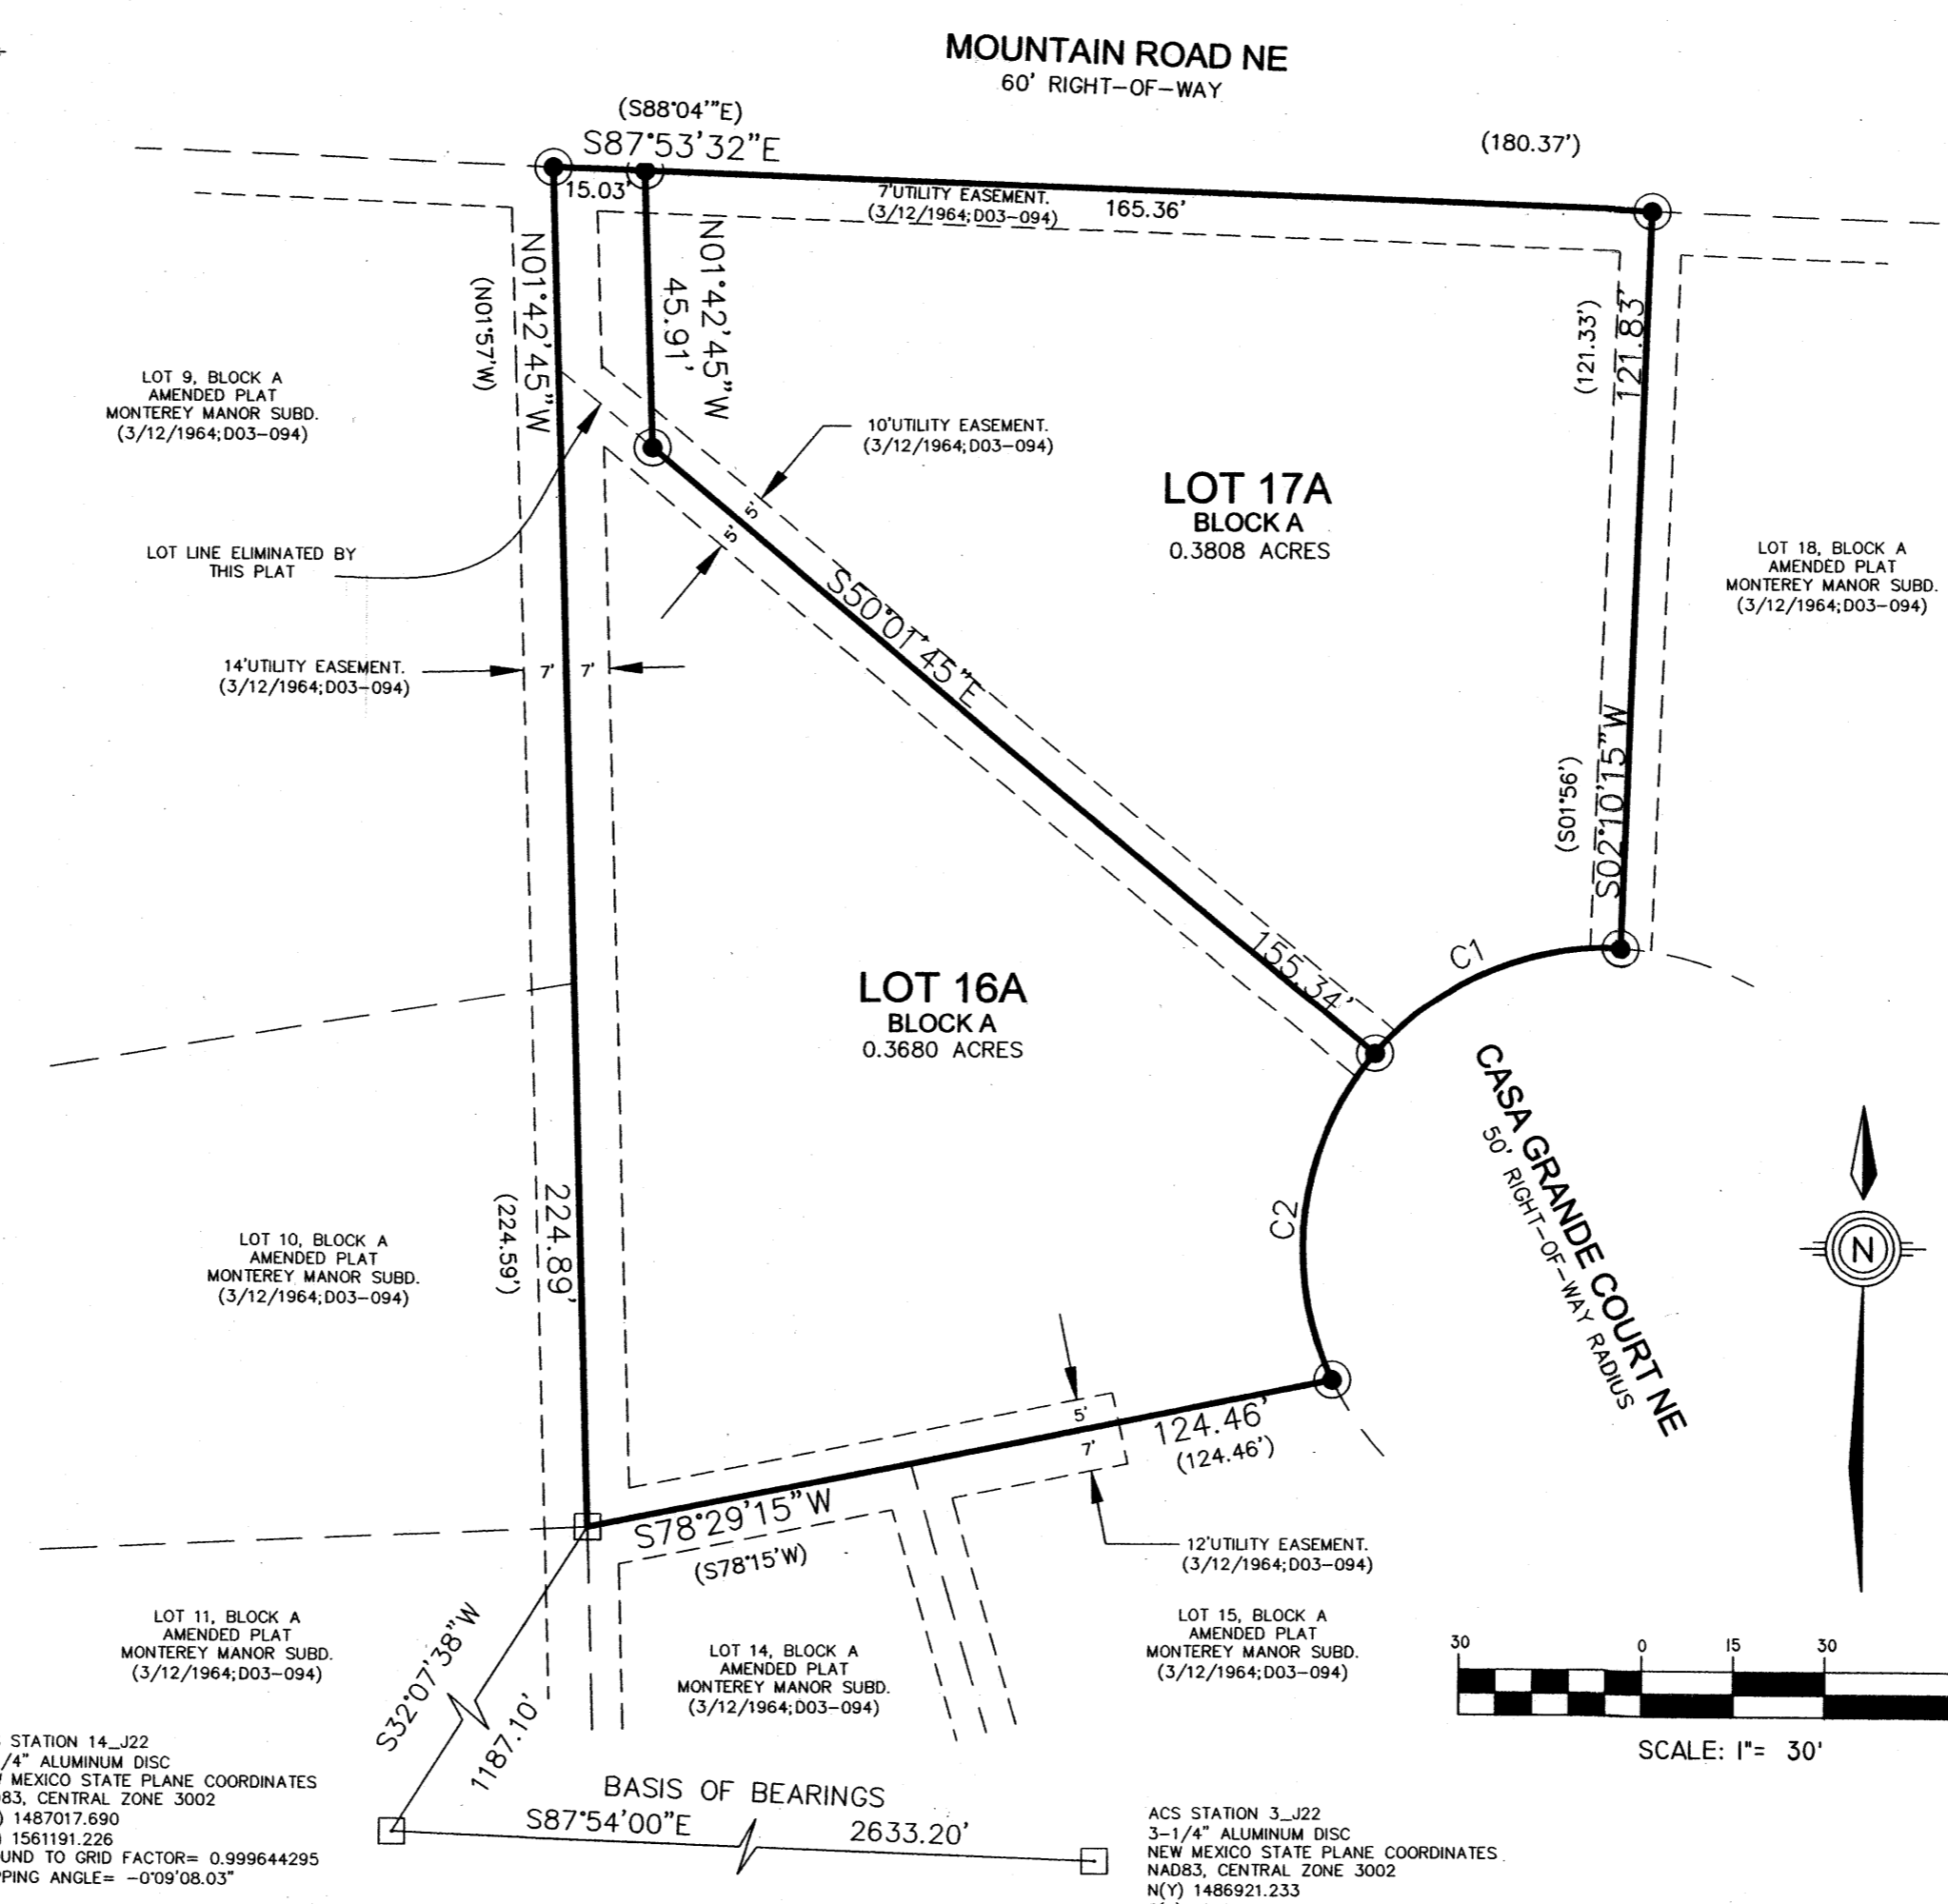 MOUNTAIN ROAD NE
60' RIGHT-OF-WAY
(S88°04'"E)
S87°53'32"E
(180.37')
15.03'
7'UTILITY EASEMENT.
(3/12/1964;D03-094)
165.36'
N01°42'45"W
(N01°57'W)
N01°42'45"W
45.91'
(121.33')
121.83'
LOT 9, BLOCK A
AMENDED PLAT
MONTEREY MANOR SUBD.
(3/12/1964;D03-094)
10'UTILITY EASEMENT.
(3/12/1964;D03-094)
LOT 17A
BLOCK A
0.3808 ACRES
5'
5'
LOT LINE ELIMINATED BY
THIS PLAT
LOT 18, BLOCK A
AMENDED PLAT
MONTEREY MANOR SUBD.
(3/12/1964;D03-094)
S50°01'45"E
14'UTILITY EASEMENT.
(3/12/1964;D03-094)
7'
7'
(S01°56')
S02°10'15"W
155.34'
C1
LOT 16A
BLOCK A
0.3680 ACRES
CASA GRANDE COURT NE
50' RIGHT-OF-WAY RADIUS
C2
N
224.89'
(224.59')
LOT 10, BLOCK A
AMENDED PLAT
MONTEREY MANOR SUBD.
(3/12/1964;D03-094)
5'
7'
124.46'
(124.46')
S78°29'15"W
(S78°15'W)
12'UTILITY EASEMENT.
(3/12/1964;D03-094)
LOT 11, BLOCK A
AMENDED PLAT
MONTEREY MANOR SUBD.
(3/12/1964;D03-094)
S32°07'38"W
1187.10'
LOT 14, BLOCK A
AMENDED PLAT
MONTEREY MANOR SUBD.
(3/12/1964;D03-094)
LOT 15, BLOCK A
AMENDED PLAT
MONTEREY MANOR SUBD.
(3/12/1964;D03-094)
30 0 15 30
SCALE: 1"= 30'
STATION 14_J22
/4" ALUMINUM DISC
MEXICO STATE PLANE COORDINATES
83, CENTRAL ZONE 3002
) 1487017.690
) 1561191.226
UND TO GRID FACTOR= 0.999644295
PPING ANGLE= -0°09'08.03"
BASIS OF BEARINGS
S87°54'00"E
2633.20'
ACS STATION 3_J22
3-1/4" ALUMINUM DISC
NEW MEXICO STATE PLANE COORDINATES
NAD83, CENTRAL ZONE 3002
N(Y) 1486921.233